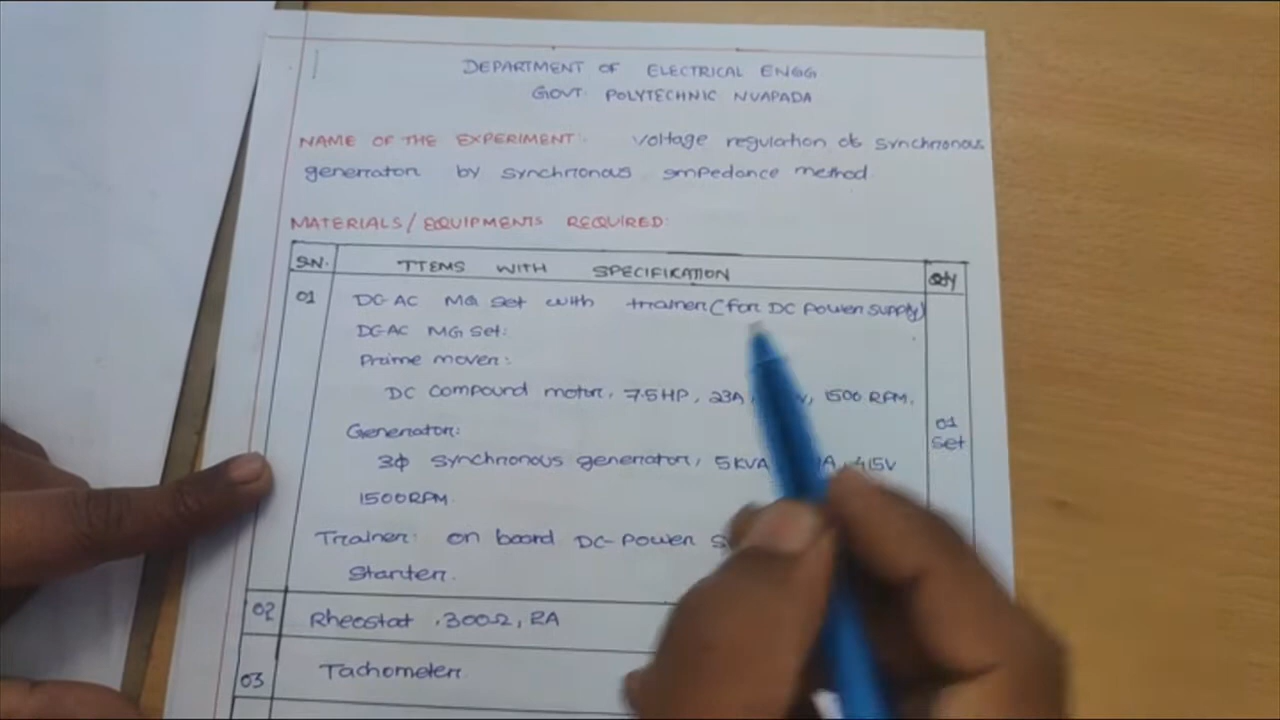 DEPARTMENT OF ELECTRICAL ENGG
GOVT. POLYTECHNIC NUAPADA
NAME OF THE EXPERIMENT: Voltage regulation of synchronous
generator by synchronous impedance method
MATERIALS/EQUIPMENTS REQUIRED:
SN. ITEMS WITH SPECIFICATION Qty
01 DC-AC MG set with trainer (for DC power supply)
DC-AC MG Set:
Prime mover:
DC compound motor, 7.5HP, 23A, 1500 RPM,
Generator:
01
Set
3Φ synchronous generator, 5KVA 415V
1500RPM.
Trainer: on board DC-Power
Starter.
02 Rheostat, 300Ω, 2A
03 Tachometer